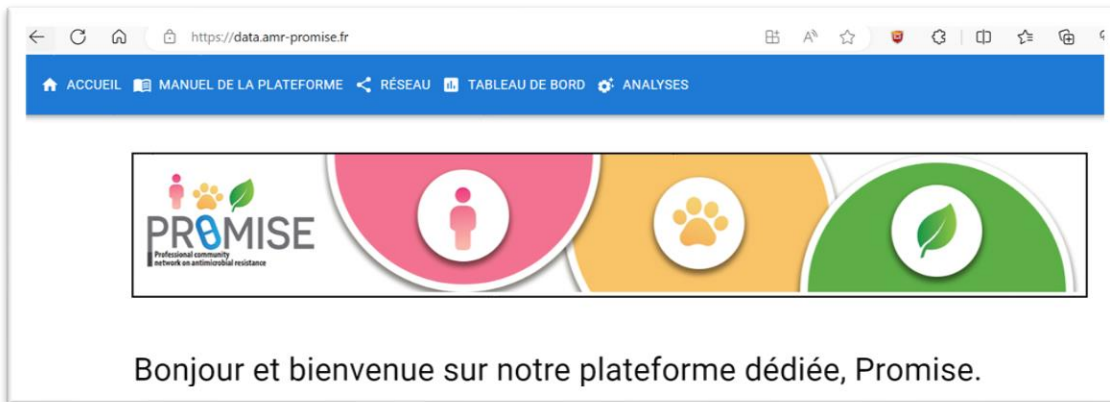 https://data.amr-promise.fr
ACCUEIL MANUEL DE LA PLATEFORME RÉSEAU TABLEAU DE BORD ANALYSES
PROMISE
Professional community
network on antimicrobial resistance
Bonjour et bienvenue sur notre plateforme dédiée, Promise.